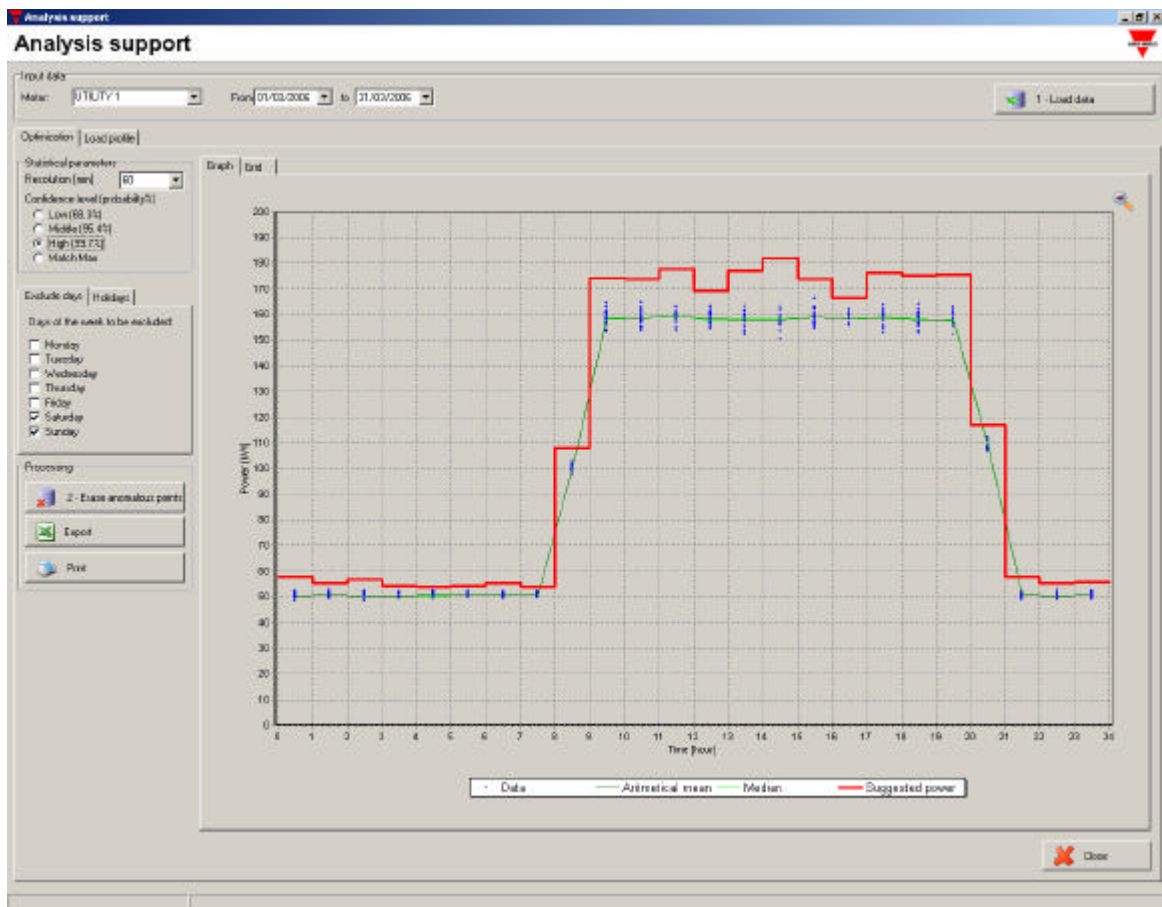 Analysis support
Analysis support
Input data
Meter: UTILITY 1 From 01/03/2006 to 31/03/2006 1 - Load data
Optimization Load profile
Statistical parameters
Resolution (min) 60
Confidence level (probability%)
Low (68.3%)
Middle (95.4%)
High (99.7%)
Match Max
Exclude days Holidays
Days of the week to be excluded
Monday
Tuesday
Wednesday
Thursday
Friday
Saturday
Sunday
Processing
2 - Erase anomalous points
Export
Print
Graph Grid
200
190
180
170
160
150
140
130
120
110
100
90
80
70
60
50
40
30
20
10
0
Power [kW]
0 1 2 3 4 5 6 7 8 9 10 11 12 13 14 15 16 17 18 19 20 21 22 23 24
Time [hour]
Data Aritmetical mean Median Suggested power
Close